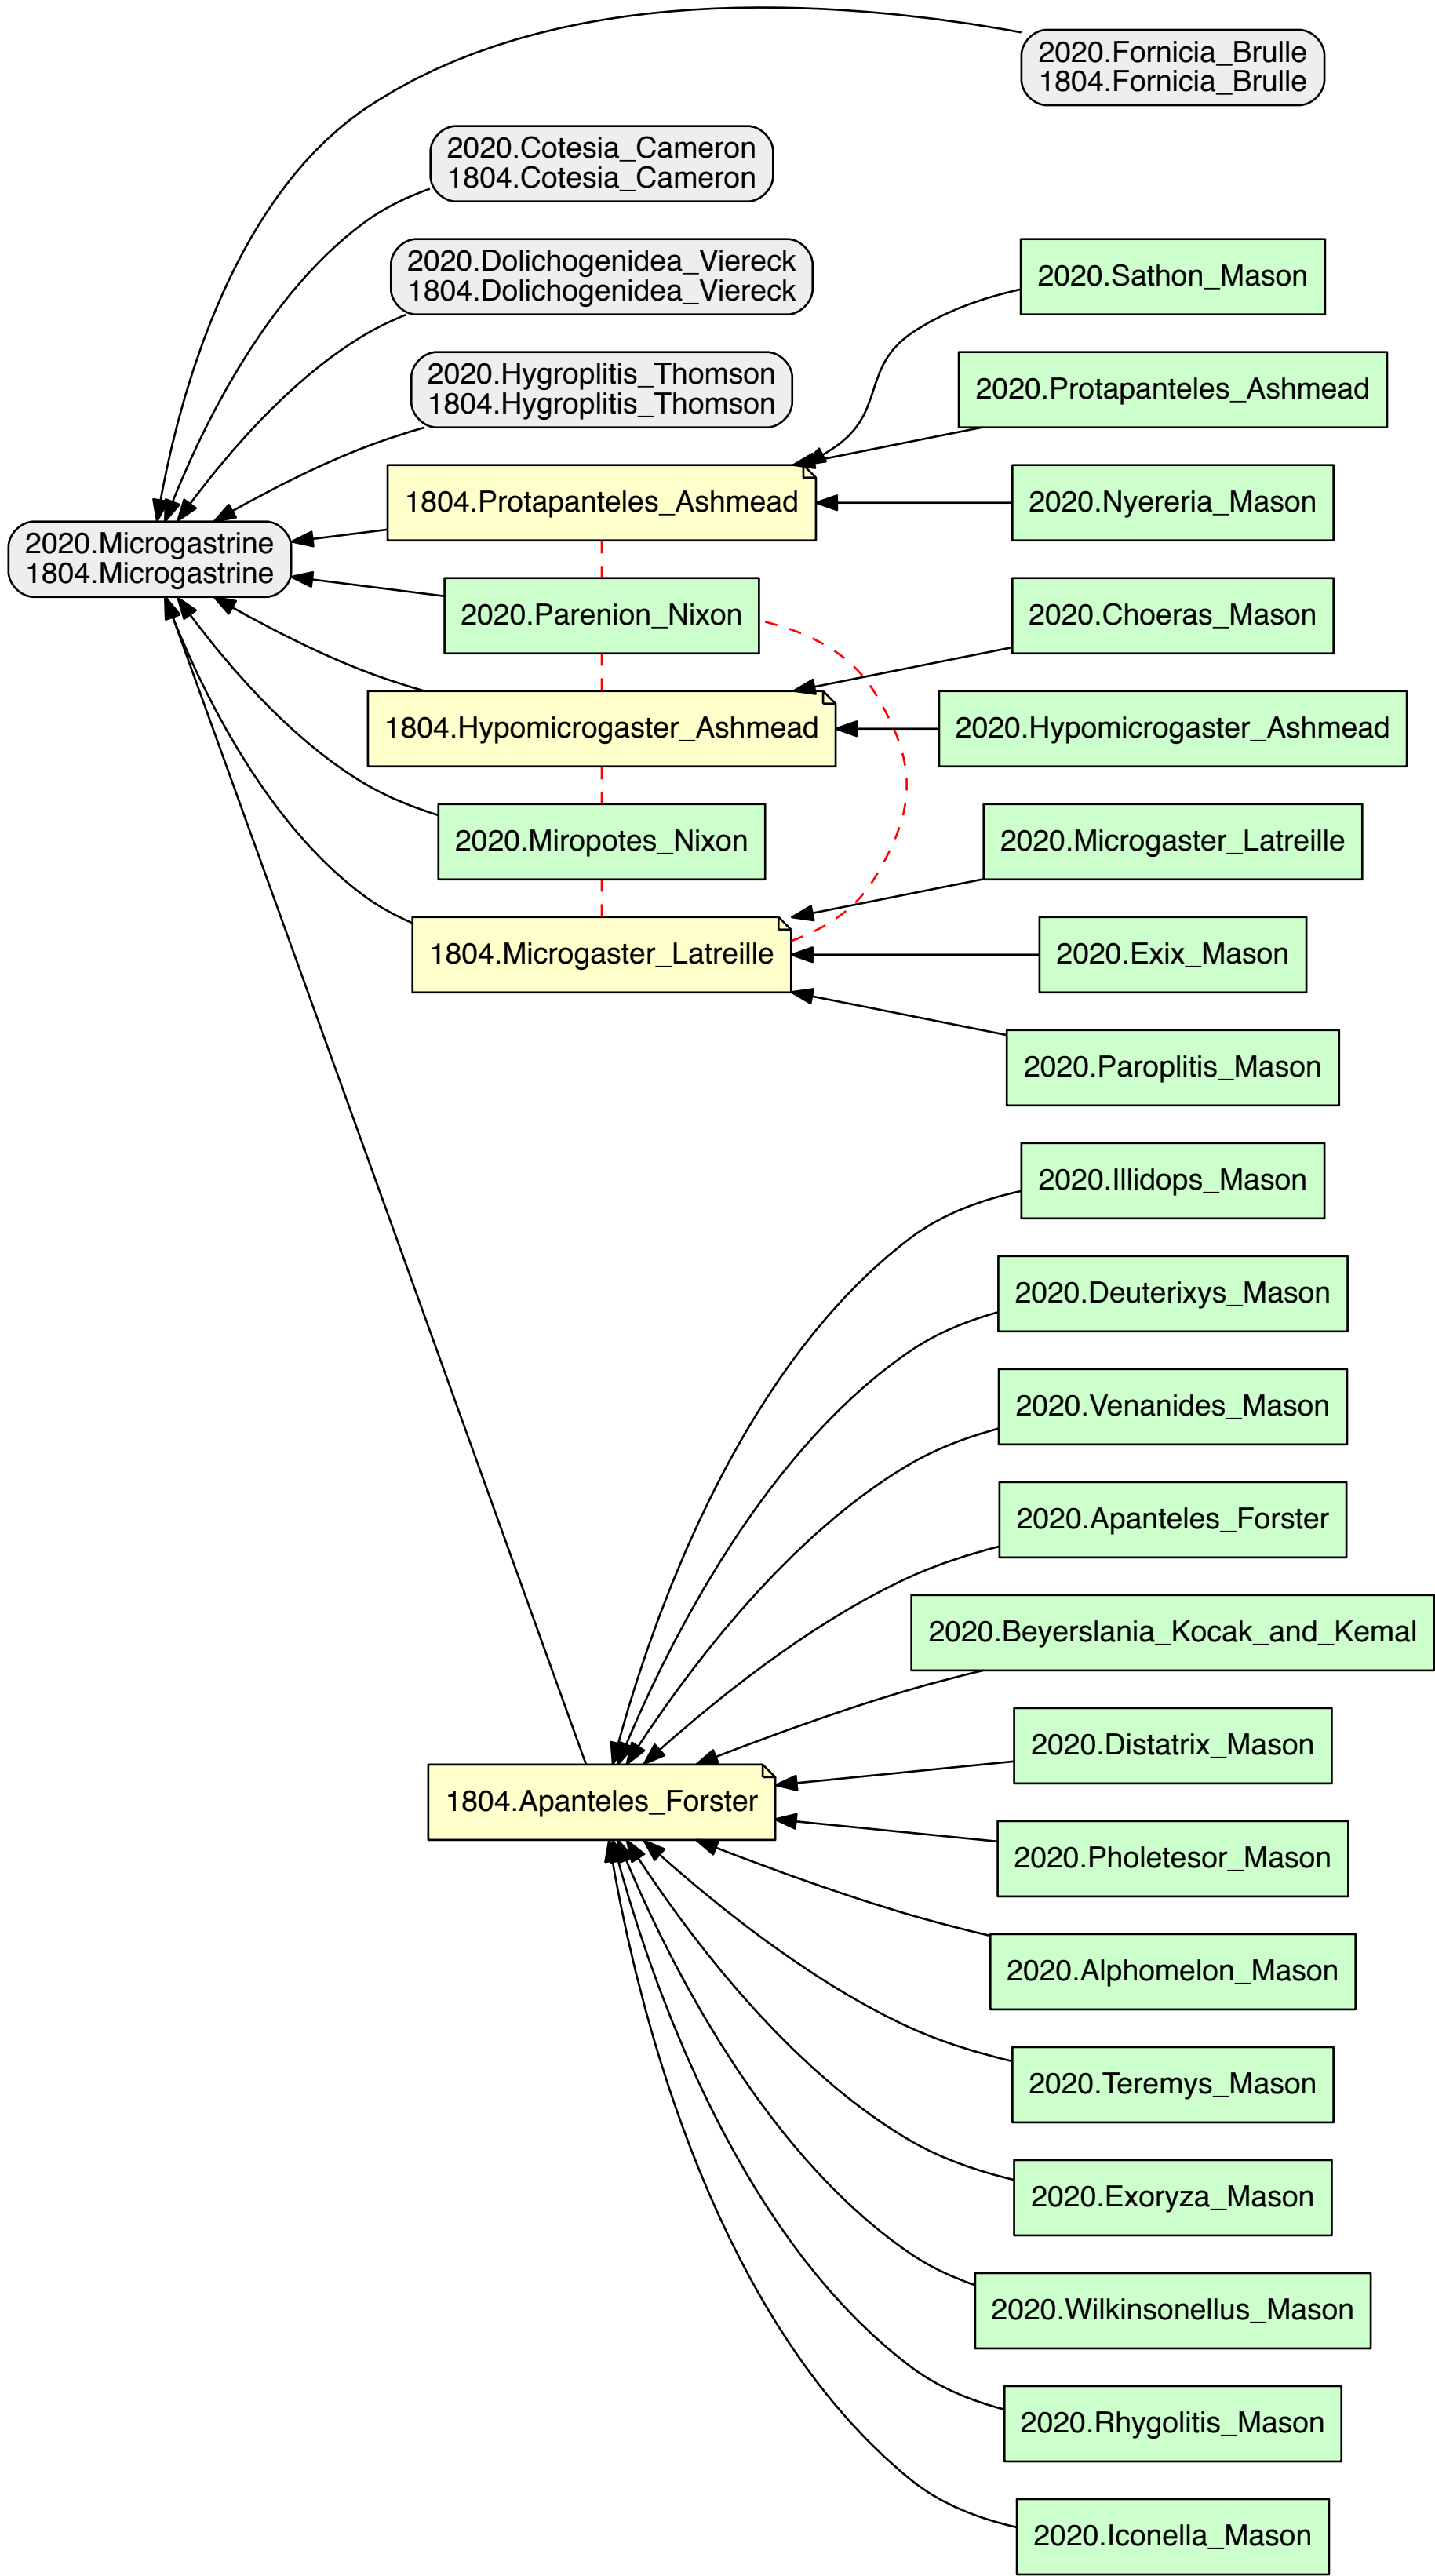 2020.Fornicia_Brulle
1804.Fornicia_Brulle
2020.Cotesia_Cameron
1804.Cotesia_Cameron
2020.Dolichogenidea_Viereck
1804.Dolichogenidea_Viereck
2020.Sathon_Mason
2020.Hygroplitis_Thomson
1804.Hygroplitis_Thomson
2020.Protapanteles_Ashmead
1804.Protapanteles_Ashmead
2020.Nyereria_Mason
2020.Microgastrine
1804.Microgastrine
2020.Parenion_Nixon
2020.Choeras_Mason
1804.Hypomicrogaster_Ashmead
2020.Hypomicrogaster_Ashmead
2020.Miropotes_Nixon
2020.Microgaster_Latreille
1804.Microgaster_Latreille
2020.Exix_Mason
2020.Paroplitis_Mason
2020.Illidops_Mason
2020.Deuterixys_Mason
2020.Venanides_Mason
2020.Apanteles_Forster
2020.Beyerslania_Kocak_and_Kemal
2020.Distatrix_Mason
1804.Apanteles_Forster
2020.Pholetesor_Mason
2020.Alphomelon_Mason
2020.Teremys_Mason
2020.Exoryza_Mason
2020.Wilkinsonellus_Mason
2020.Rhygolitis_Mason
2020.Iconella_Mason